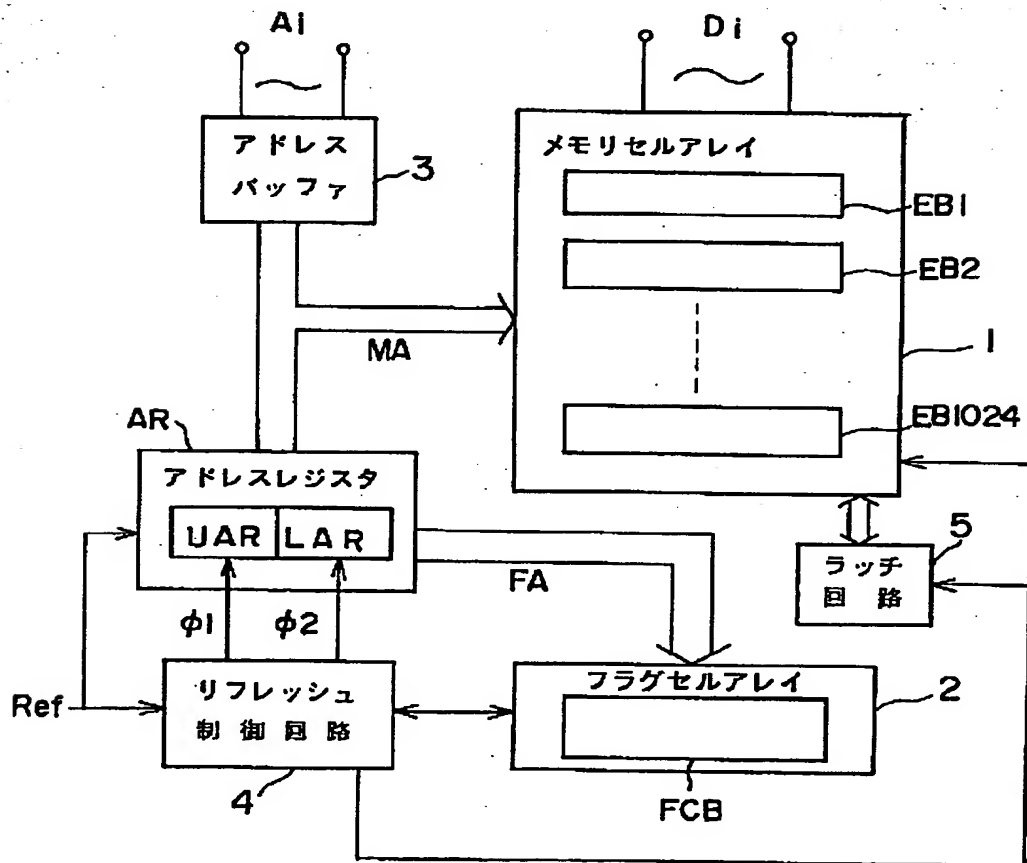 Ai
Di
アドレス
バッファ
3
メモリセルアレイ
EB1
EB2
1
MA
EB1024
AR
アドレスレジスタ
UAR LAR
FA
5
ラッチ
回路
φ1
φ2
Ref
リフレッシュ
制御回路
4
フラグセルアレイ
2
FCB